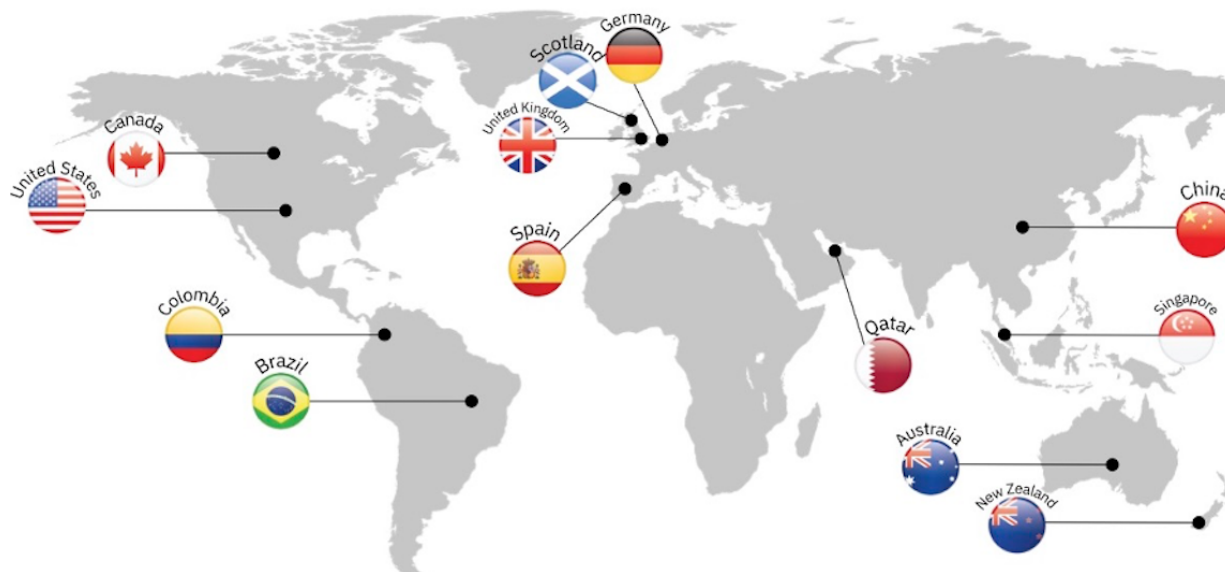 Germany
Scotland
United Kingdom
Canada
United States
China
Spain
Colombia
Singapore
Qatar
Brazil
Australia
New Zealand